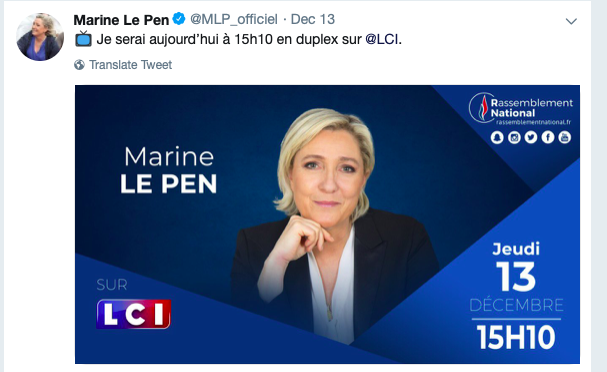 Marine Le Pen @MLP_officiel · Dec 13
Je serai aujourd'hui à 15h10 en duplex sur @LCI.
Translate Tweet
Rassemblement
National
rassemblementnational.fr
Marine
LE PEN
SUR
LCI
Jeudi
13
DÉCEMBRE
15H10